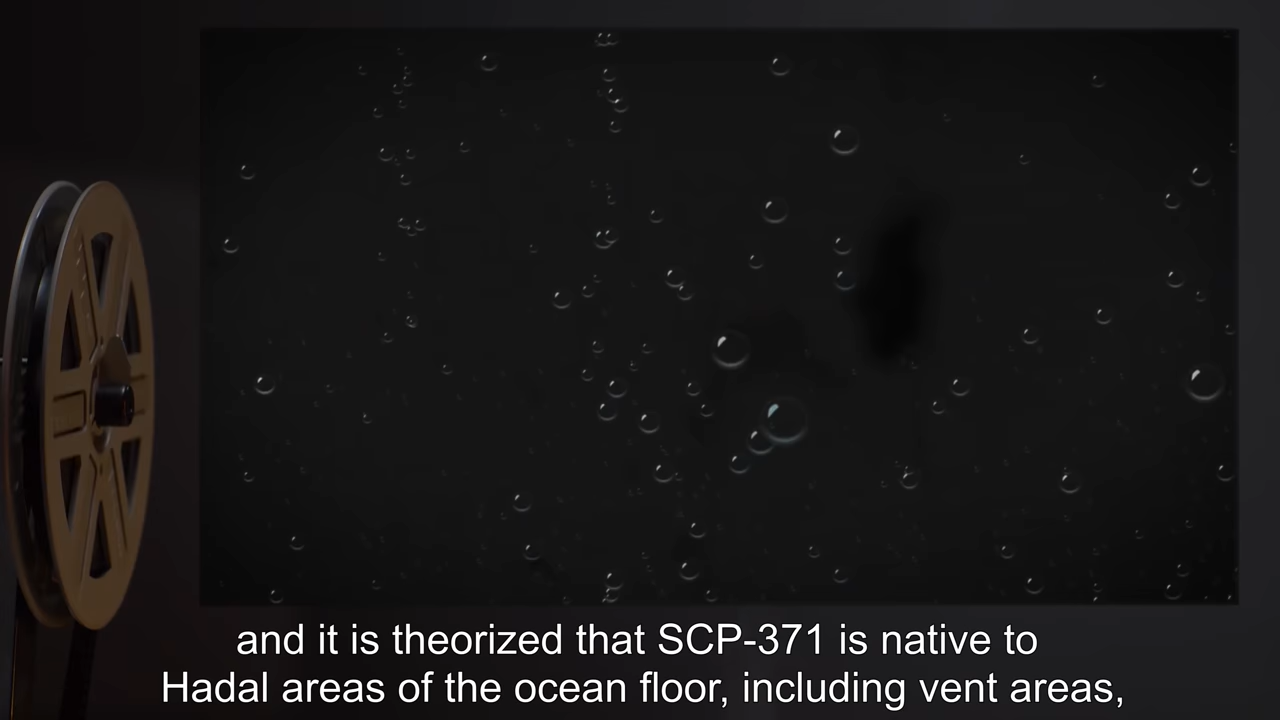 and it is theorized that SCP-371 is native to
Hadal areas of the ocean floor, including vent areas,